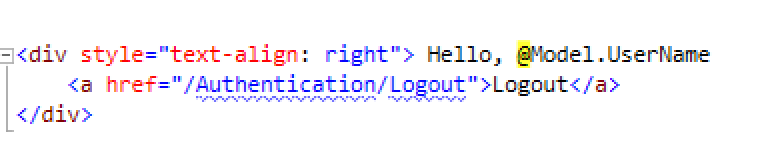 <div style="text-align: right"> Hello, @Model.UserName
<a href="/Authentication/Logout">Logout</a>
</div>